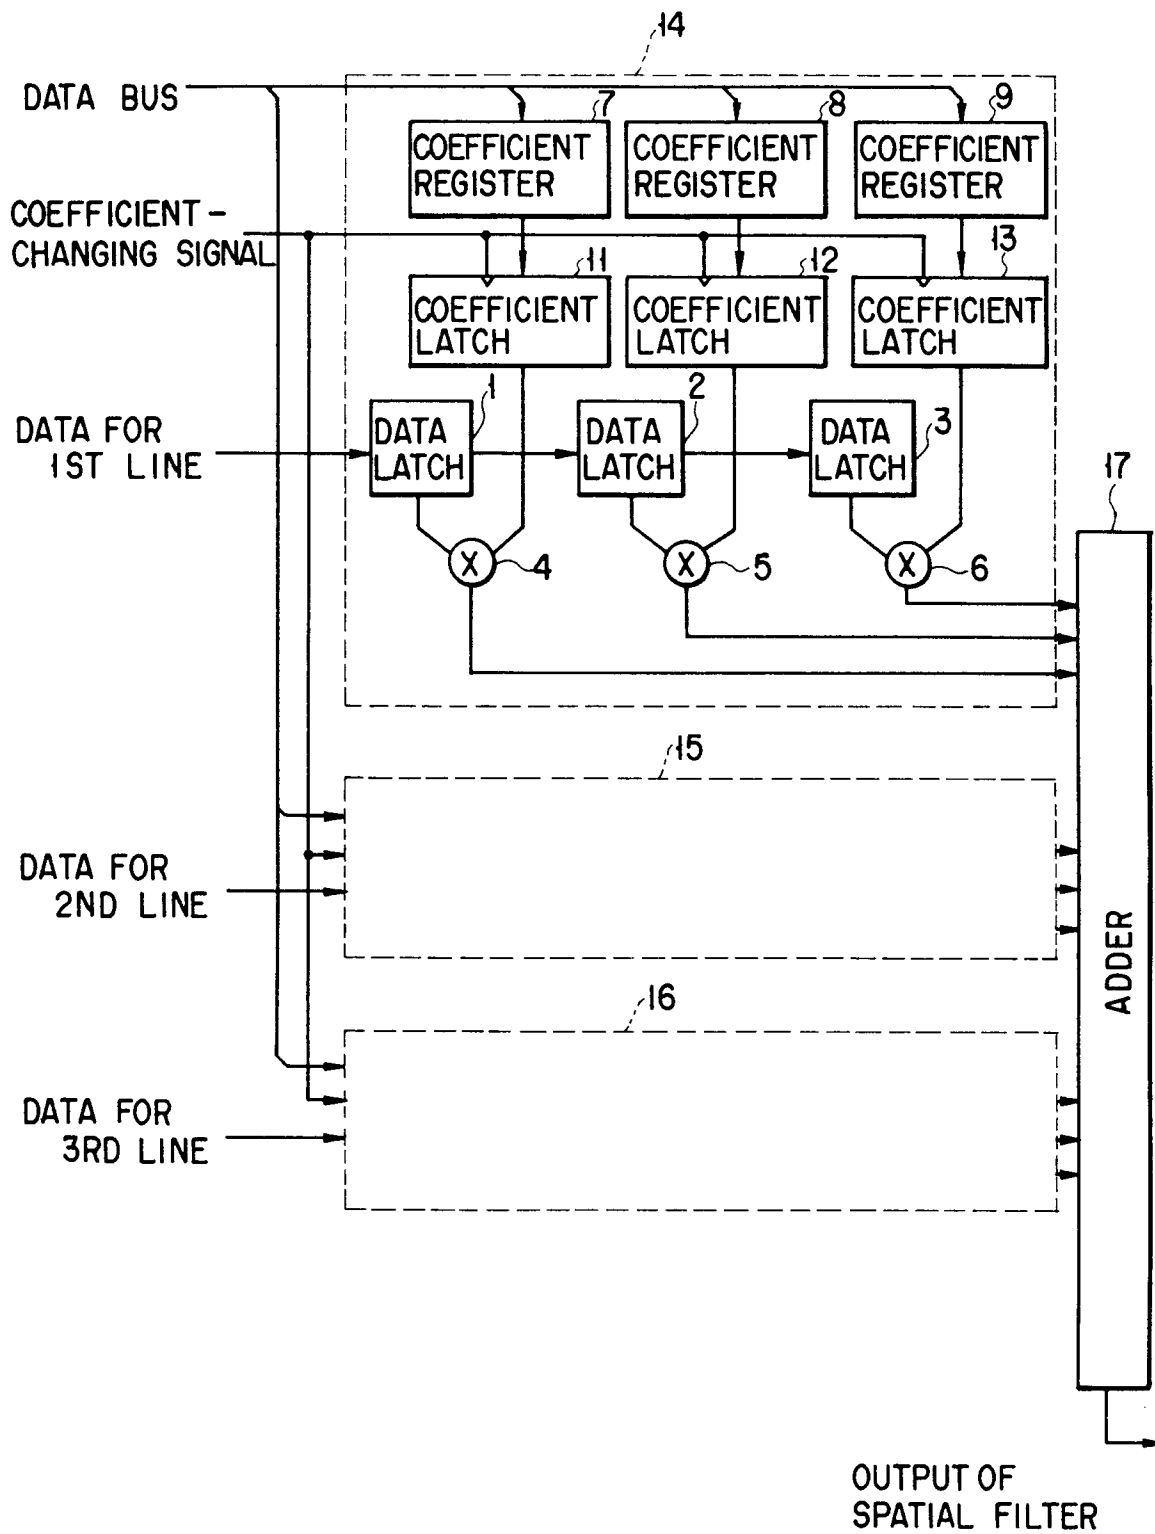 14
DATA BUS
7
8
9
COEFFICIENT
REGISTER
COEFFICIENT
REGISTER
COEFFICIENT
REGISTER
COEFFICIENT-
CHANGING SIGNAL
11
12
13
COEFFICIENT
LATCH
COEFFICIENT
LATCH
COEFFICIENT
LATCH
1
2
3
DATA FOR
1ST LINE
DATA
LATCH
DATA
LATCH
DATA
LATCH
17
X
4
X
5
X
6
15
DATA FOR
2ND LINE
ADDER
16
DATA FOR
3RD LINE
OUTPUT OF
SPATIAL FILTER